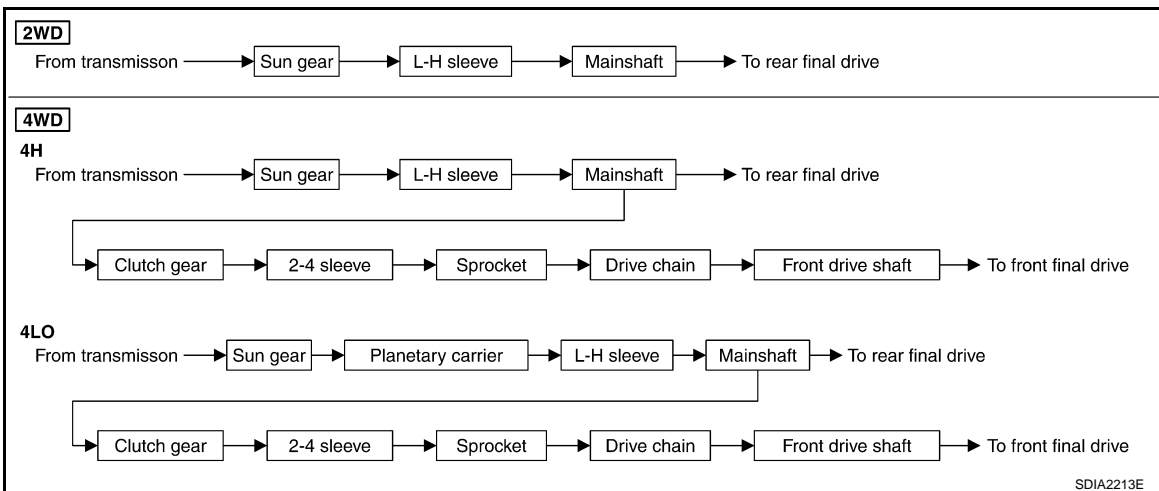 2WD
From transmisson Sun gear L-H sleeve Mainshaft To rear final drive
4WD
4H
From transmisson Sun gear L-H sleeve Mainshaft To rear final drive
Clutch gear 2-4 sleeve Sprocket Drive chain Front drive shaft To front final drive
4LO
From transmisson Sun gear Planetary carrier L-H sleeve Mainshaft To rear final drive
Clutch gear 2-4 sleeve Sprocket Drive chain Front drive shaft To front final drive
SDIA2213E